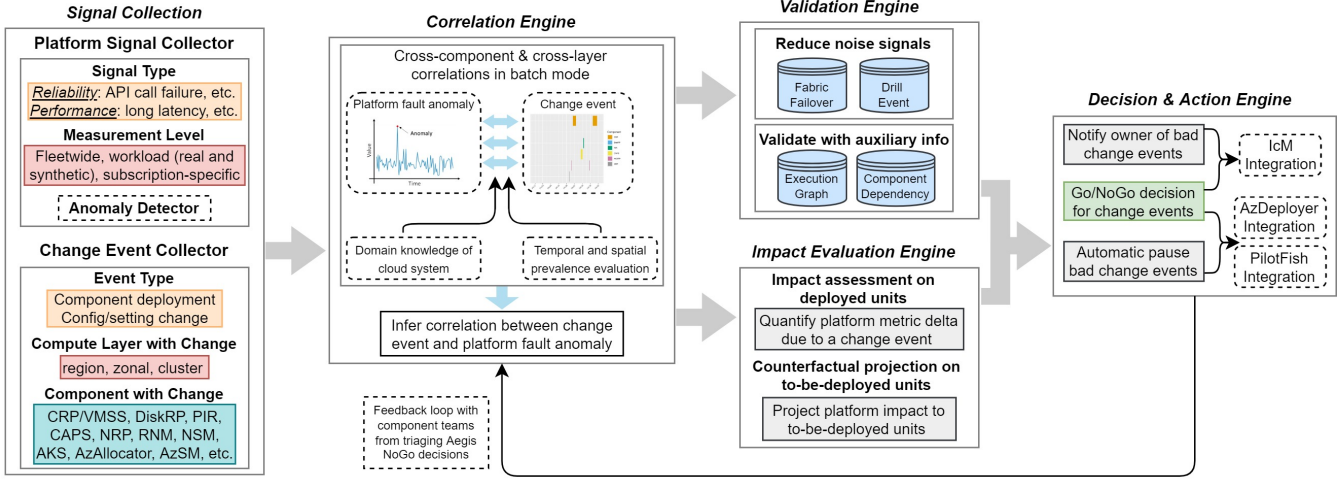 Signal Collection
Platform Signal Collector
Signal Type
Reliability: API call failure, etc.
Performance: long latency, etc.
Measurement Level
Fleetwide, workload (real and
synthetic), subscription-specific
Anomaly Detector
Change Event Collector
Event Type
Component deployment
Config/setting change
Compute Layer with Change
region, zonal, cluster
Component with Change
CRP/VMSS, DiskRP, PIR,
CAPS, NRP, RNM, NSM,
AKS, AzAllocator, AzSM, etc.
Correlation Engine
Cross-component & cross-layer
correlations in batch mode
Platform fault anomaly
Anomaly
Value
Time
Change event
Domain knowledge of
cloud system
Temporal and spatial
prevalence evaluation
Infer correlation between change
event and platform fault anomaly
Feedback loop with
component teams
from triaging Aegis
NoGo decisions
Validation Engine
Reduce noise signals
Fabric
Failover
Drill
Event
Validate with auxiliary info
Execution
Graph
Component
Dependency
Impact Evaluation Engine
Impact assessment on
deployed units
Quantify platform metric delta
due to a change event
Counterfactual projection on
to-be-deployed units
Project platform impact to
to-be-deployed units
Decision & Action Engine
Notify owner of bad
change events
Go/NoGo decision
for change events
Automatic pause
bad change events
IcM
Integration
AzDeployer
Integration
PilotFish
Integration